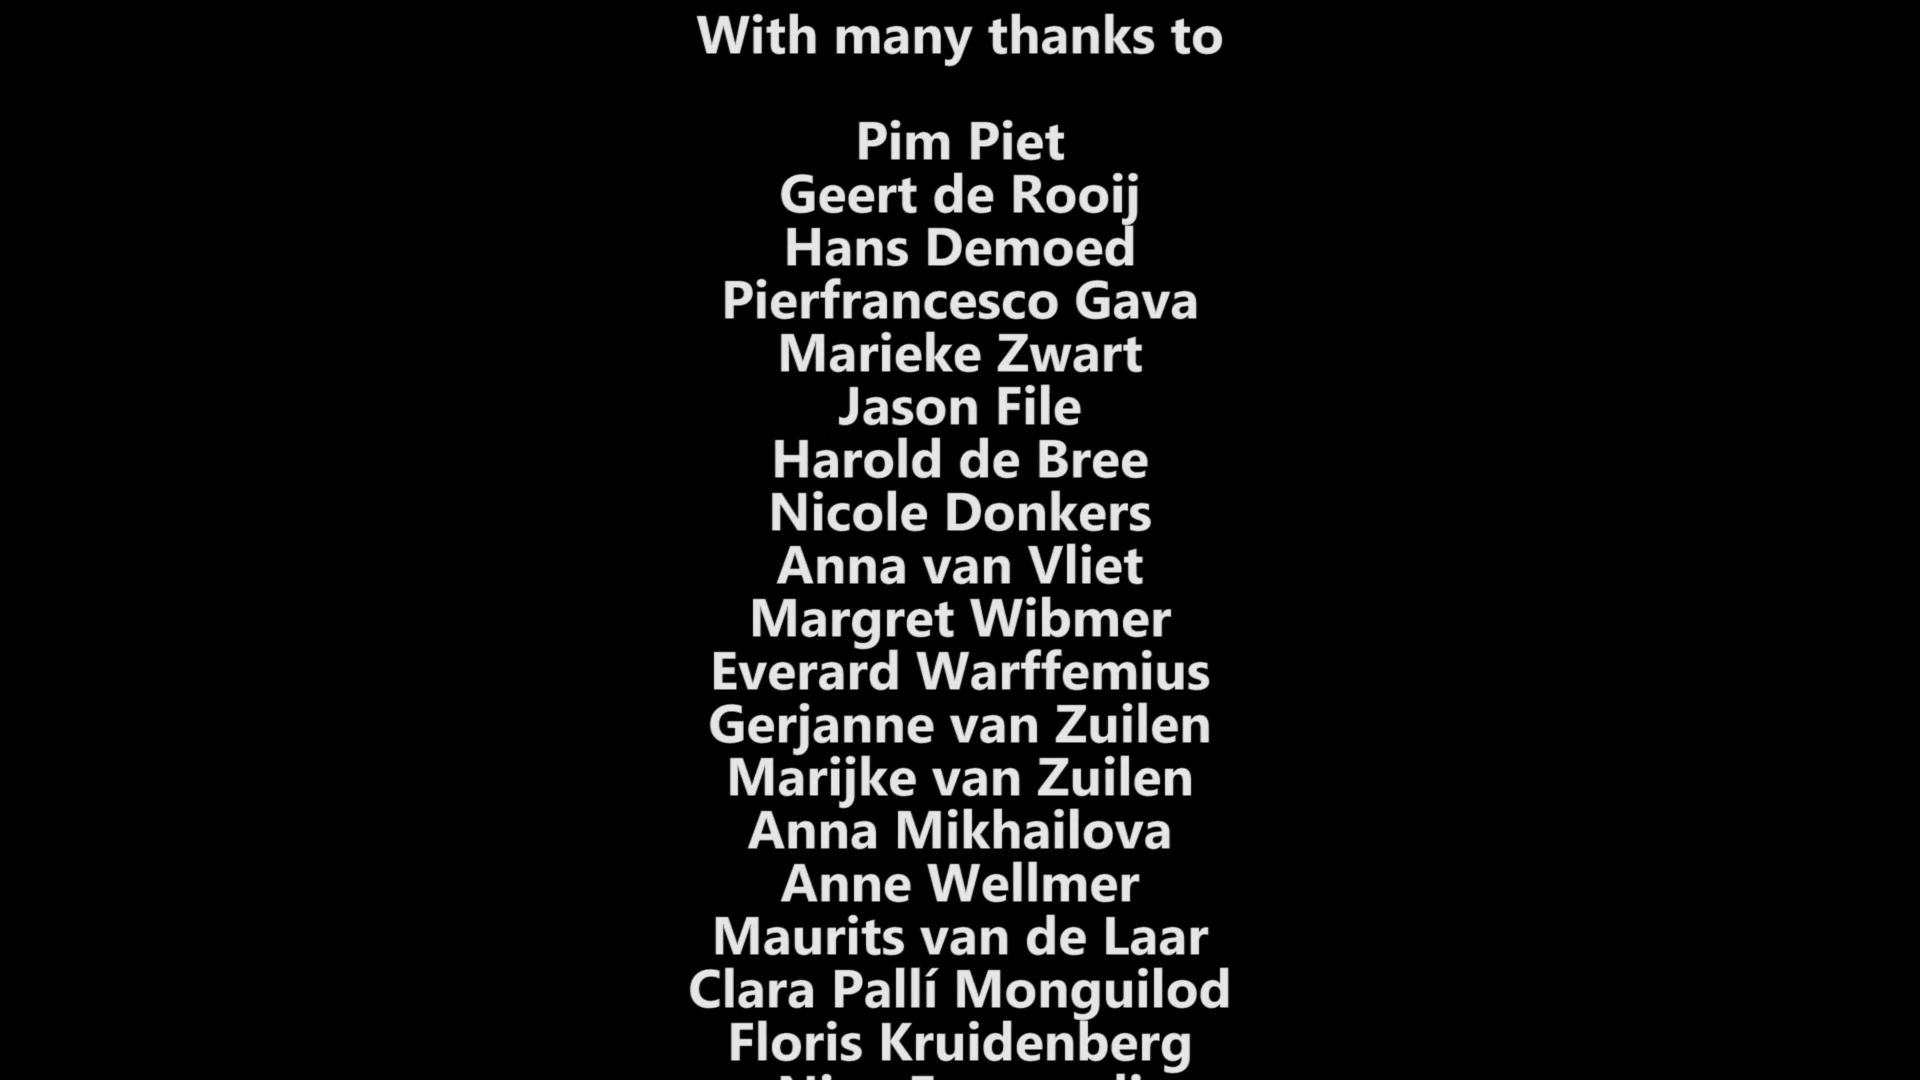 With many thanks to
Pim Piet
Geert de Rooij
Hans Demoed
Pierfrancesco Gava
Marieke Zwart
Jason File
Harold de Bree
Nicole Donkers
Anna van Vliet
Margret Wibmer
Everard Warffemius
Gerjanne van Zuilen
Marijke van Zuilen
Anna Mikhailova
Anne Wellmer
Maurits van de Laar
Clara Pallí Monguilod
Floris Kruidenberg